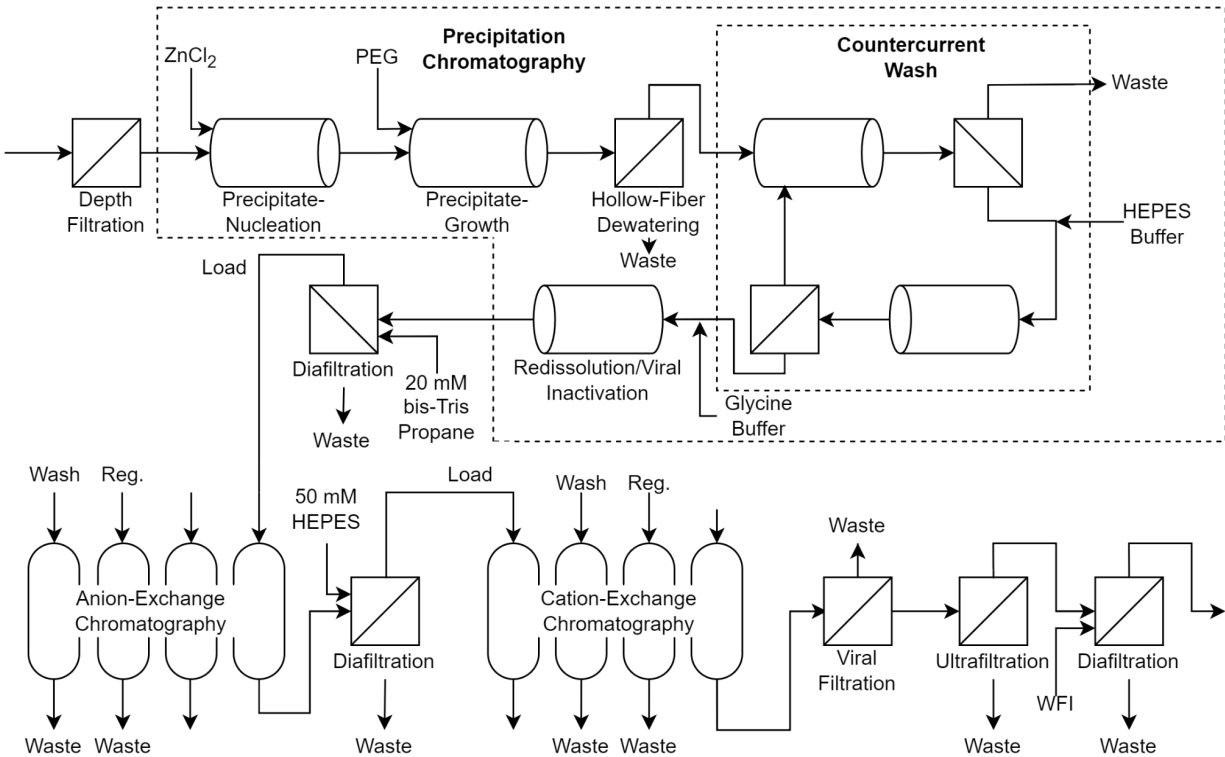 Precipitation
Chromatography
Countercurrent
Wash
ZnCl2
PEG
Waste
Depth
Filtration
Precipitate-
Nucleation
Precipitate-
Growth
Hollow-Fiber
Dewatering
Waste
HEPES
Buffer
Load
Diafiltration
Waste
20 mM
bis-Tris
Propane
Redissolution/Viral
Inactivation
Glycine
Buffer
Wash
Reg.
50 mM
HEPES
Load
Wash
Reg.
Waste
Anion-Exchange
Chromatography
Diafiltration
Cation-Exchange
Chromatography
Viral
Filtration
Ultrafiltration
Diafiltration
WFI
Waste
Waste
Waste
Waste
Waste
Waste
Waste